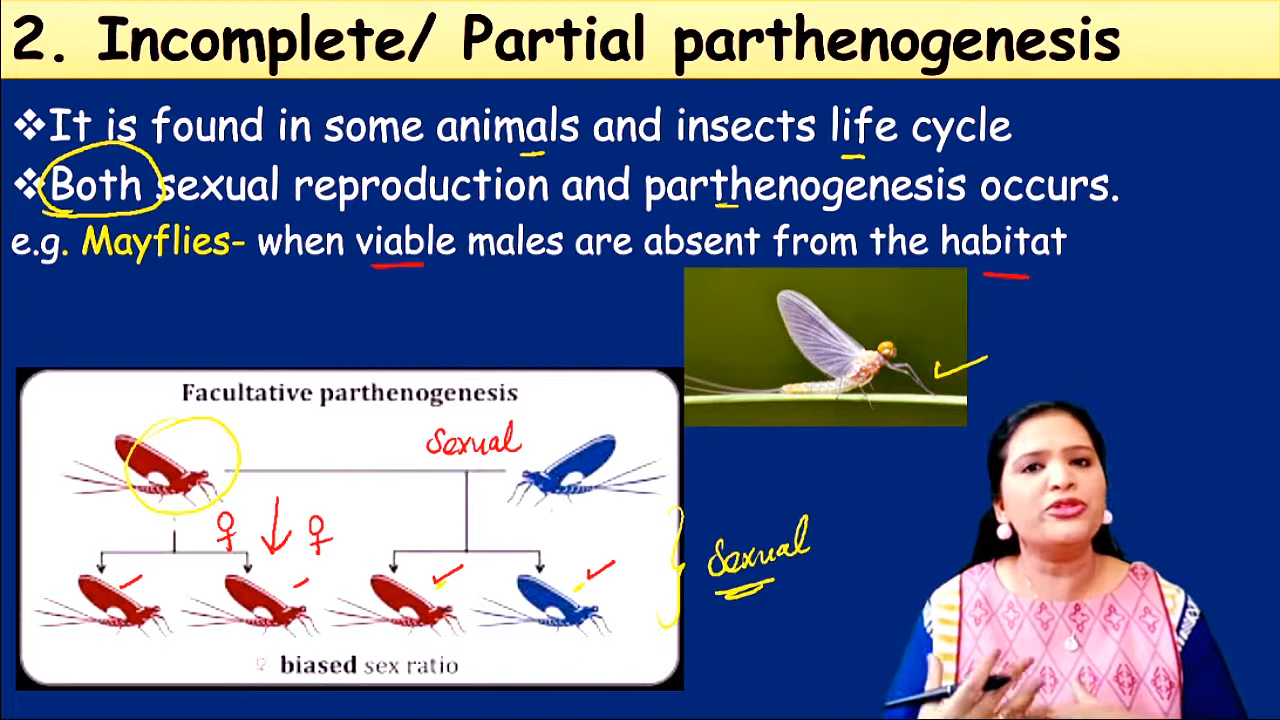 2. Incomplete/ Partial parthenogenesis
❖It is found in some animals and insects life cycle
❖Both sexual reproduction and parthenogenesis occurs.
e.g. Mayflies- when viable males are absent from the habitat
Facultative parthenogenesis
Sexual
♀ ♀
Sexual
♀ biased sex ratio